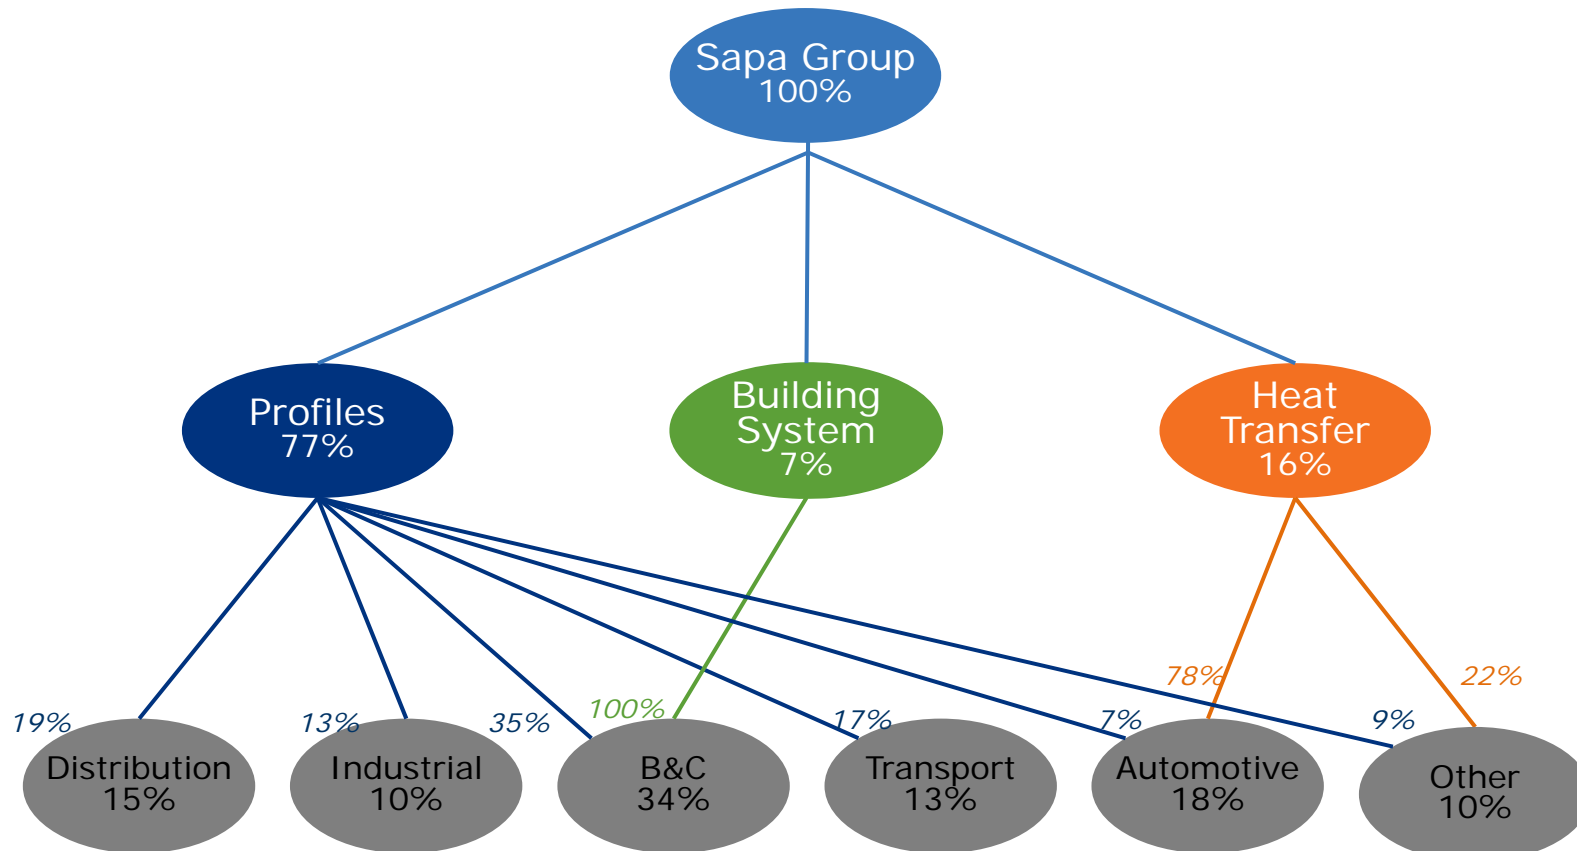 Sapa Group
100%
Profiles
77%
Building
System
7%
Heat
Transfer
16%
19%
13%
35%
100%
17%
7%
78%
9%
22%
Distribution
15%
Industrial
10%
B&C
34%
Transport
13%
Automotive
18%
Other
10%